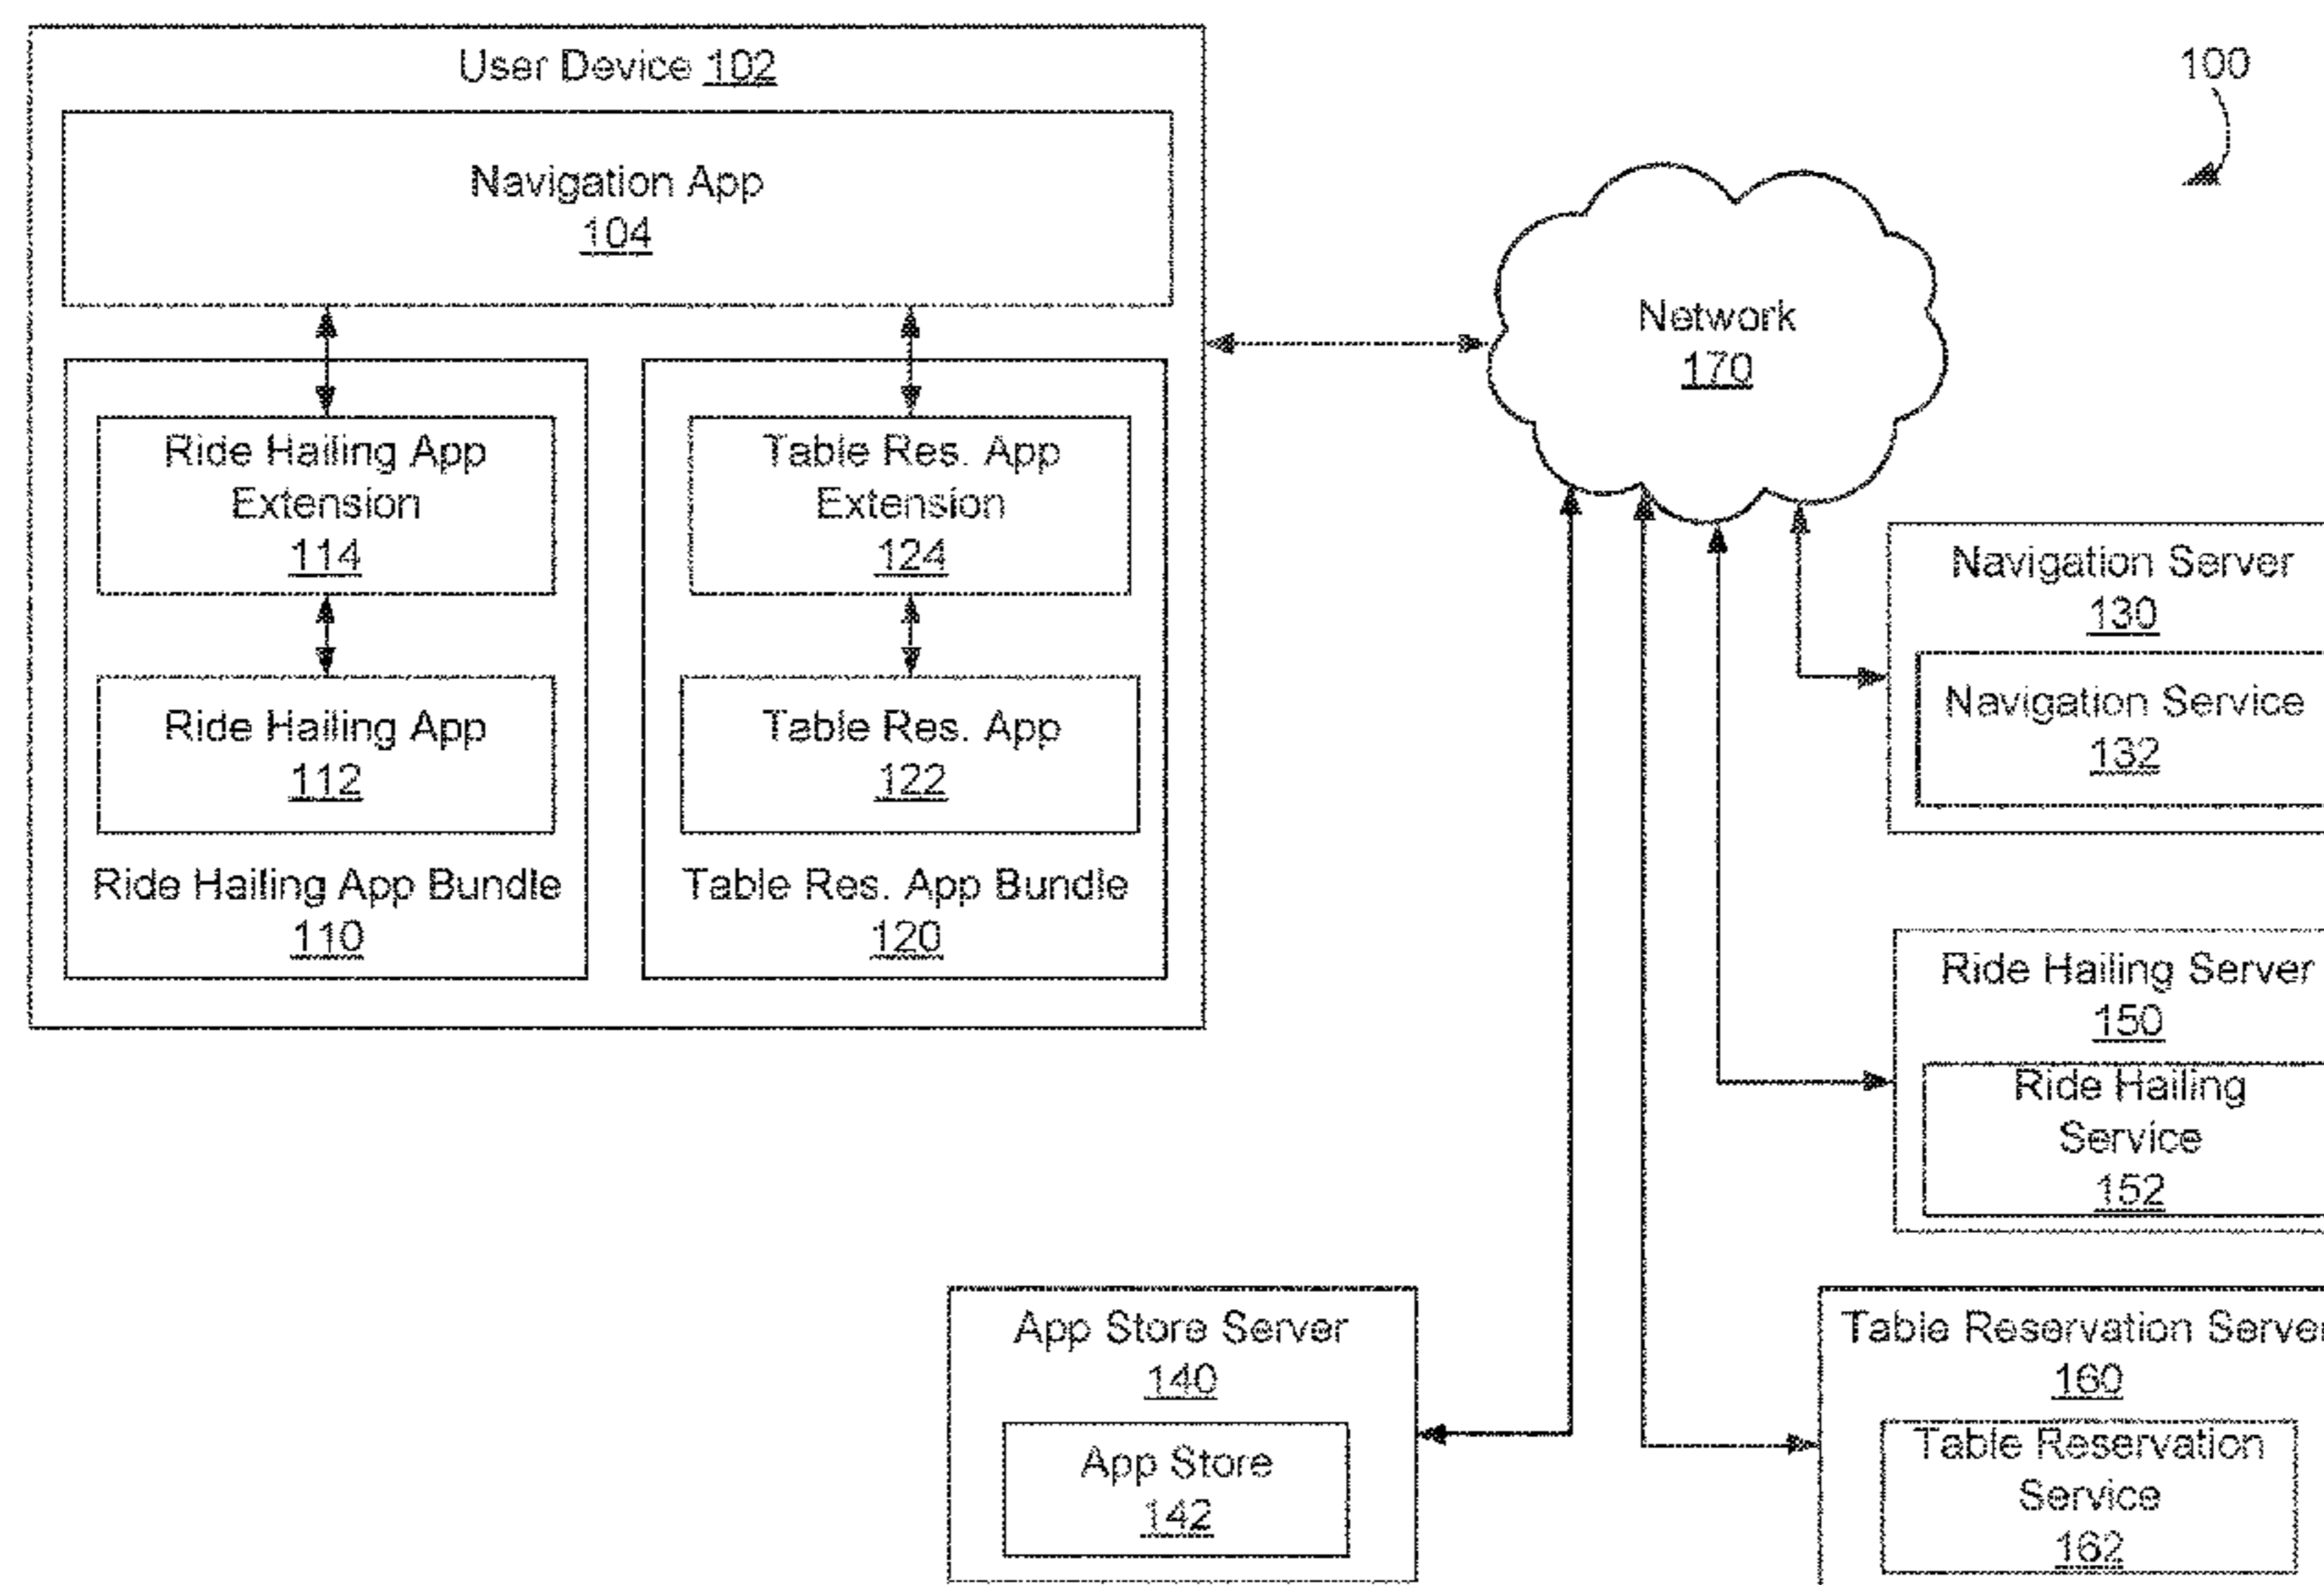 User Device 102
100
Navigation App
104
Network
170
Ride Hailing App
Extension
114
Table Res. App
Extension
124
Ride Hailing App
112
Table Res. App
122
Ride Hailing App Bundle
110
Table Res. App Bundle
120
Navigation Server
130
Navigation Service
132
Ride Hailing Server
150
Ride Hailing
Service
152
App Store Server
140
App Store
142
Table Reservation Server
160
Table Reservation
Service
162